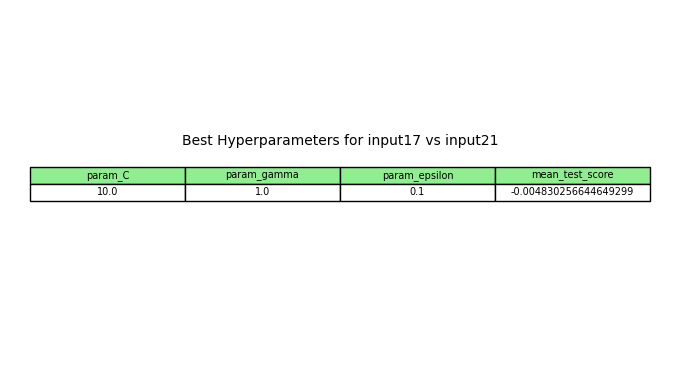 Best Hyperparameters for input17 vs input21
param_C param_gamma param_epsilon mean_test_score
10.0 1.0 0.1 -0.004830256644649299